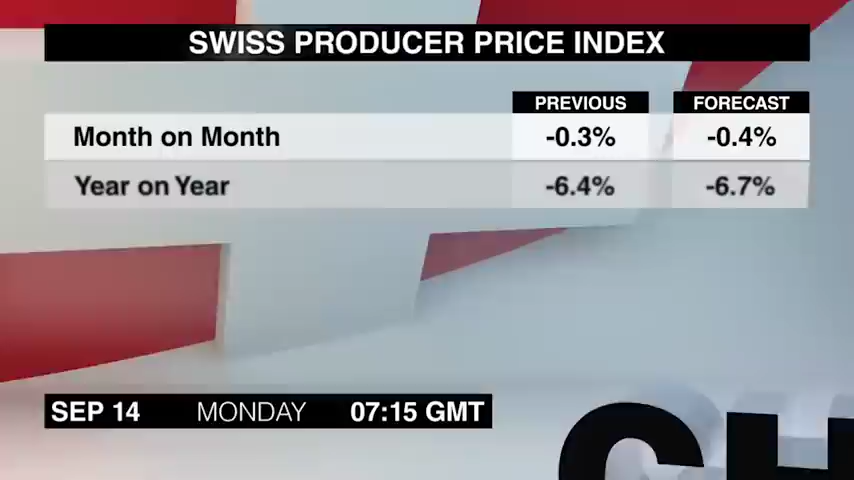 SWISS PRODUCER PRICE INDEX
PREVIOUS FORECAST
Month on Month -0.3% -0.4%
Year on Year -6.4% -6.7%
SEP 14 MONDAY 07:15 GMT
CH